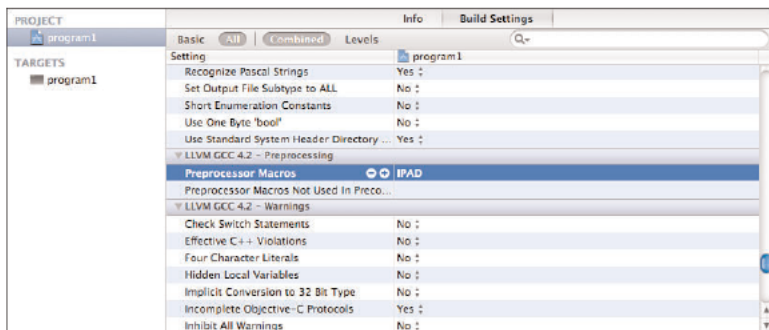 PROJECT
program1
TARGETS
program1
Info Build Settings
Basic All Combined Levels
Setting program1
Recognize Pascal Strings Yes
Set Output File Subtype to ALL No
Short Enumeration Constants No
Use One Byte 'bool' No
Use Standard System Header Directory ... Yes
LLVM GCC 4.2 - Preprocessing
Preprocessor Macros IPAD
Preprocessor Macros Not Used In Preco...
LLVM GCC 4.2 - Warnings
Check Switch Statements No
Effective C++ Violations No
Four Character Literals No
Hidden Local Variables No
Implicit Conversion to 32 Bit Type No
Incomplete Objective-C Protocols Yes
Inhibit All Warnings No